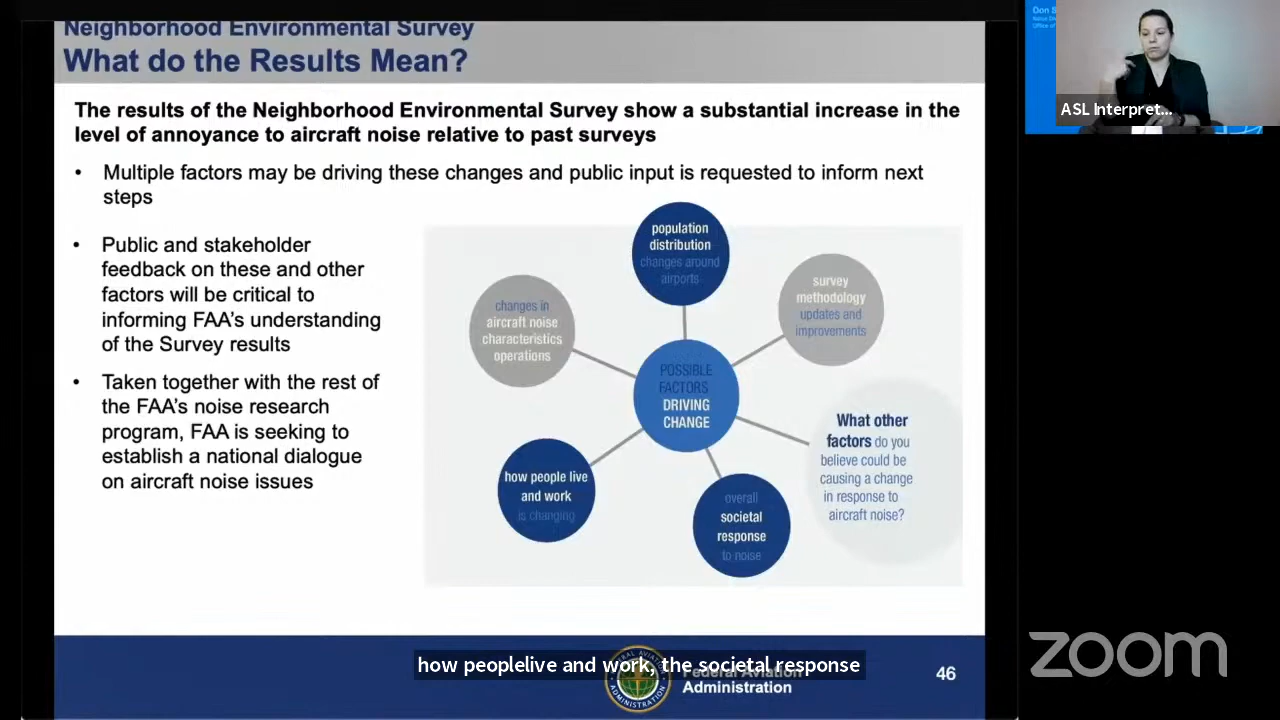 Neighborhood Environmental Survey
What do the Results Mean?
The results of the Neighborhood Environmental Survey show a substantial increase in the
level of annoyance to aircraft noise relative to past surveys
• Multiple factors may be driving these changes and public input is requested to inform next
steps
• Public and stakeholder
feedback on these and other
factors will be critical to
informing FAA's understanding
of the Survey results
• Taken together with the rest of
the FAA's noise research
program, FAA is seeking to
establish a national dialogue
on aircraft noise issues
population
distribution
changes around
airports
changes in
aircraft noise
characteristics
operations
survey
methodology
updates and
improvements
POSSIBLE
FACTORS
DRIVING
CHANGE
What other
factors do you
believe could be
causing a change
in response to
aircraft noise?
how people live
and work
is changing
overall
societal
response
to noise
how peoplelive and work, the societal response
Federal Aviation
Administration
46
ASL Interpret...
zoom